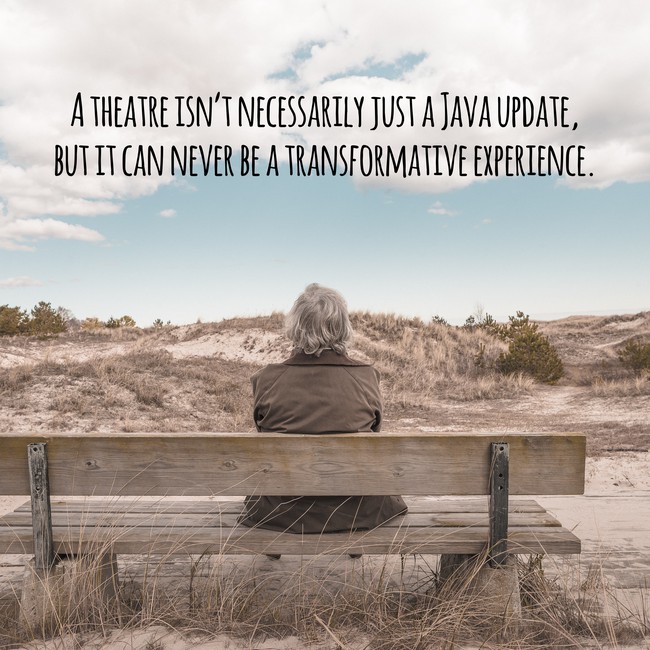 A theatre isn't necessarily just a Java update,
but it can never be a transformative experience.